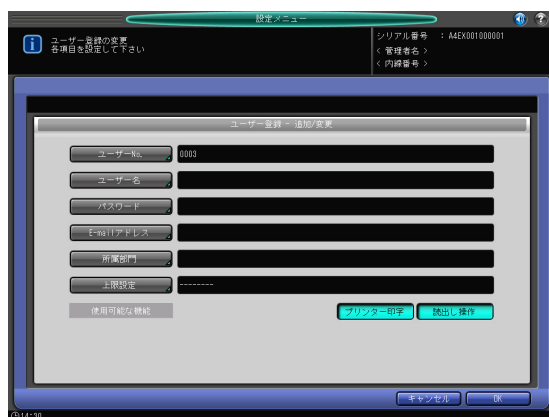 設定メニュー
ユーザー登録の変更
各項目を設定して下さい
シリアル番号 : A4EX001000001
< 管理者名 >
< 内線番号 >
ユーザー登録 - 追加/変更
ユーザーNo. 0003
ユーザー名
パスワード
E-mailアドレス
所属部門
上限設定 --------
使用可能な機能 プリンター印字 読出し操作
キャンセル OK
14:30